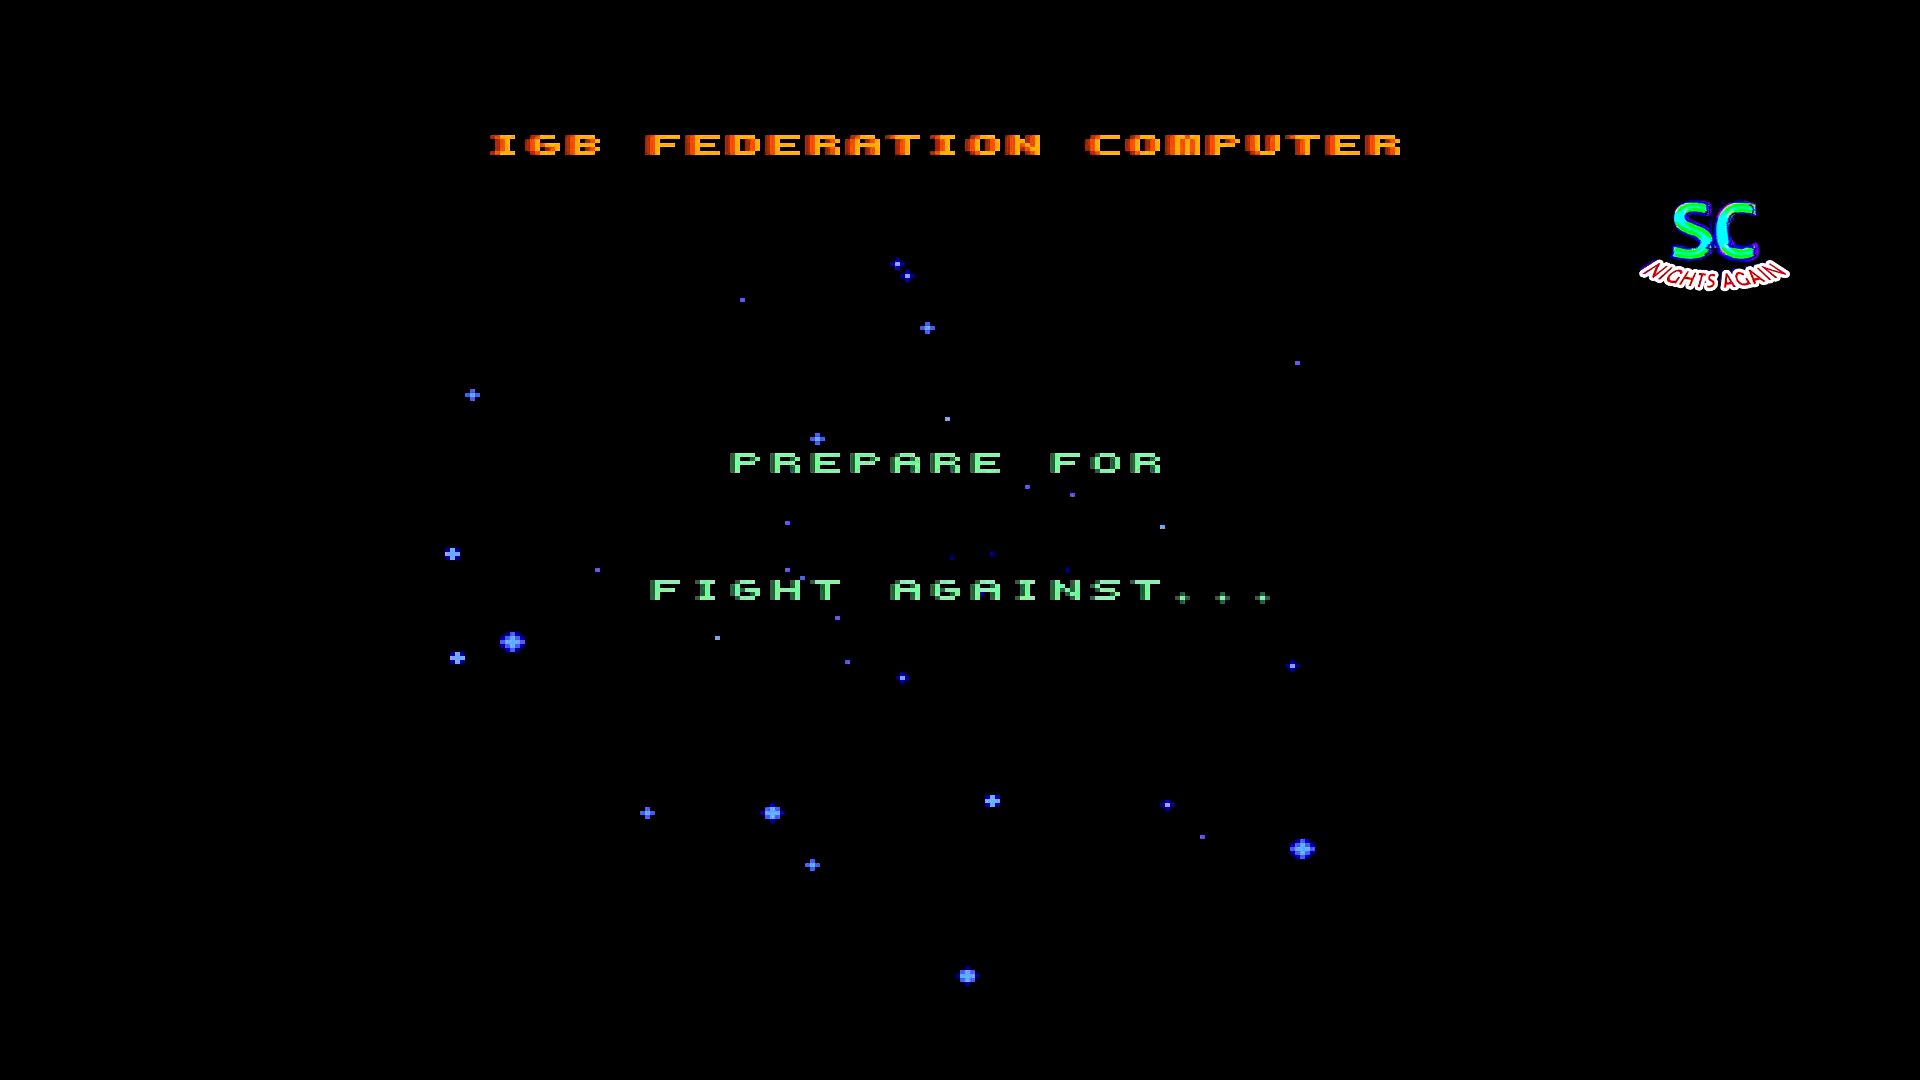 IGB FEDERATION COMPUTER
SC
NIGHTS AGAIN
PREPARE FOR
FIGHT AGAINST...